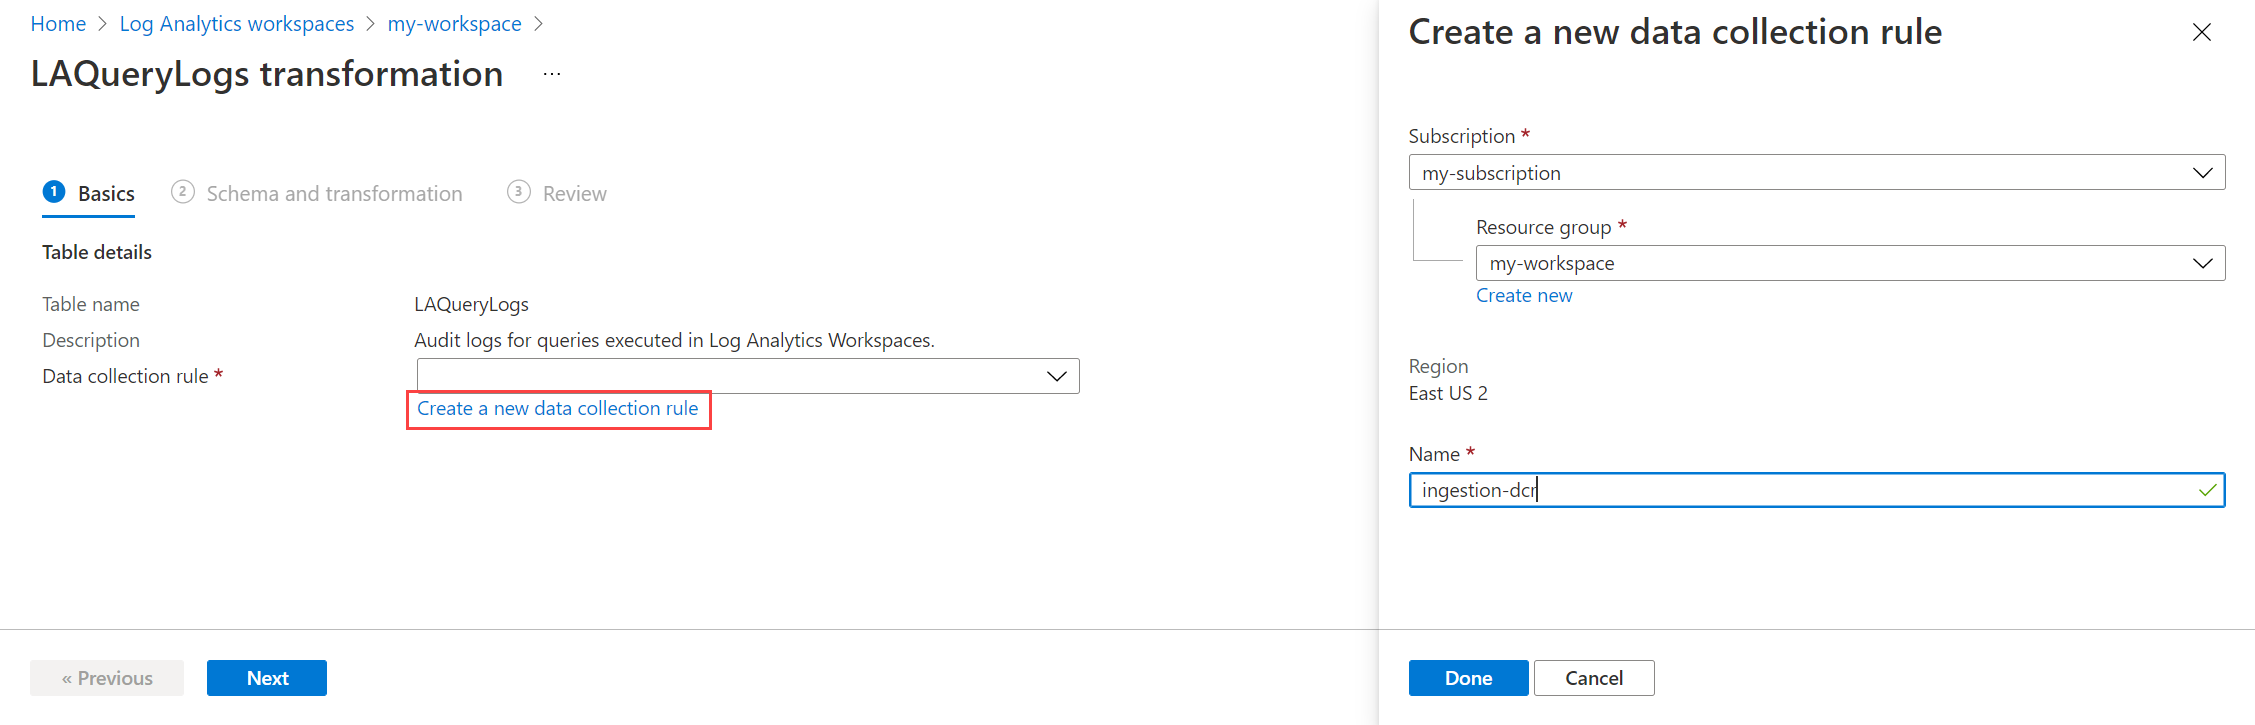 Home > Log Analytics workspaces > my-workspace >
LAQueryLogs transformation ...
1 Basics 2 Schema and transformation 3 Review
Table details
Table name LAQueryLogs
Description Audit logs for queries executed in Log Analytics Workspaces.
Data collection rule *
Create a new data collection rule
« Previous Next
Create a new data collection rule
Subscription *
my-subscription
Resource group *
my-workspace
Create new
Region
East US 2
Name *
ingestion-dcr
Done Cancel